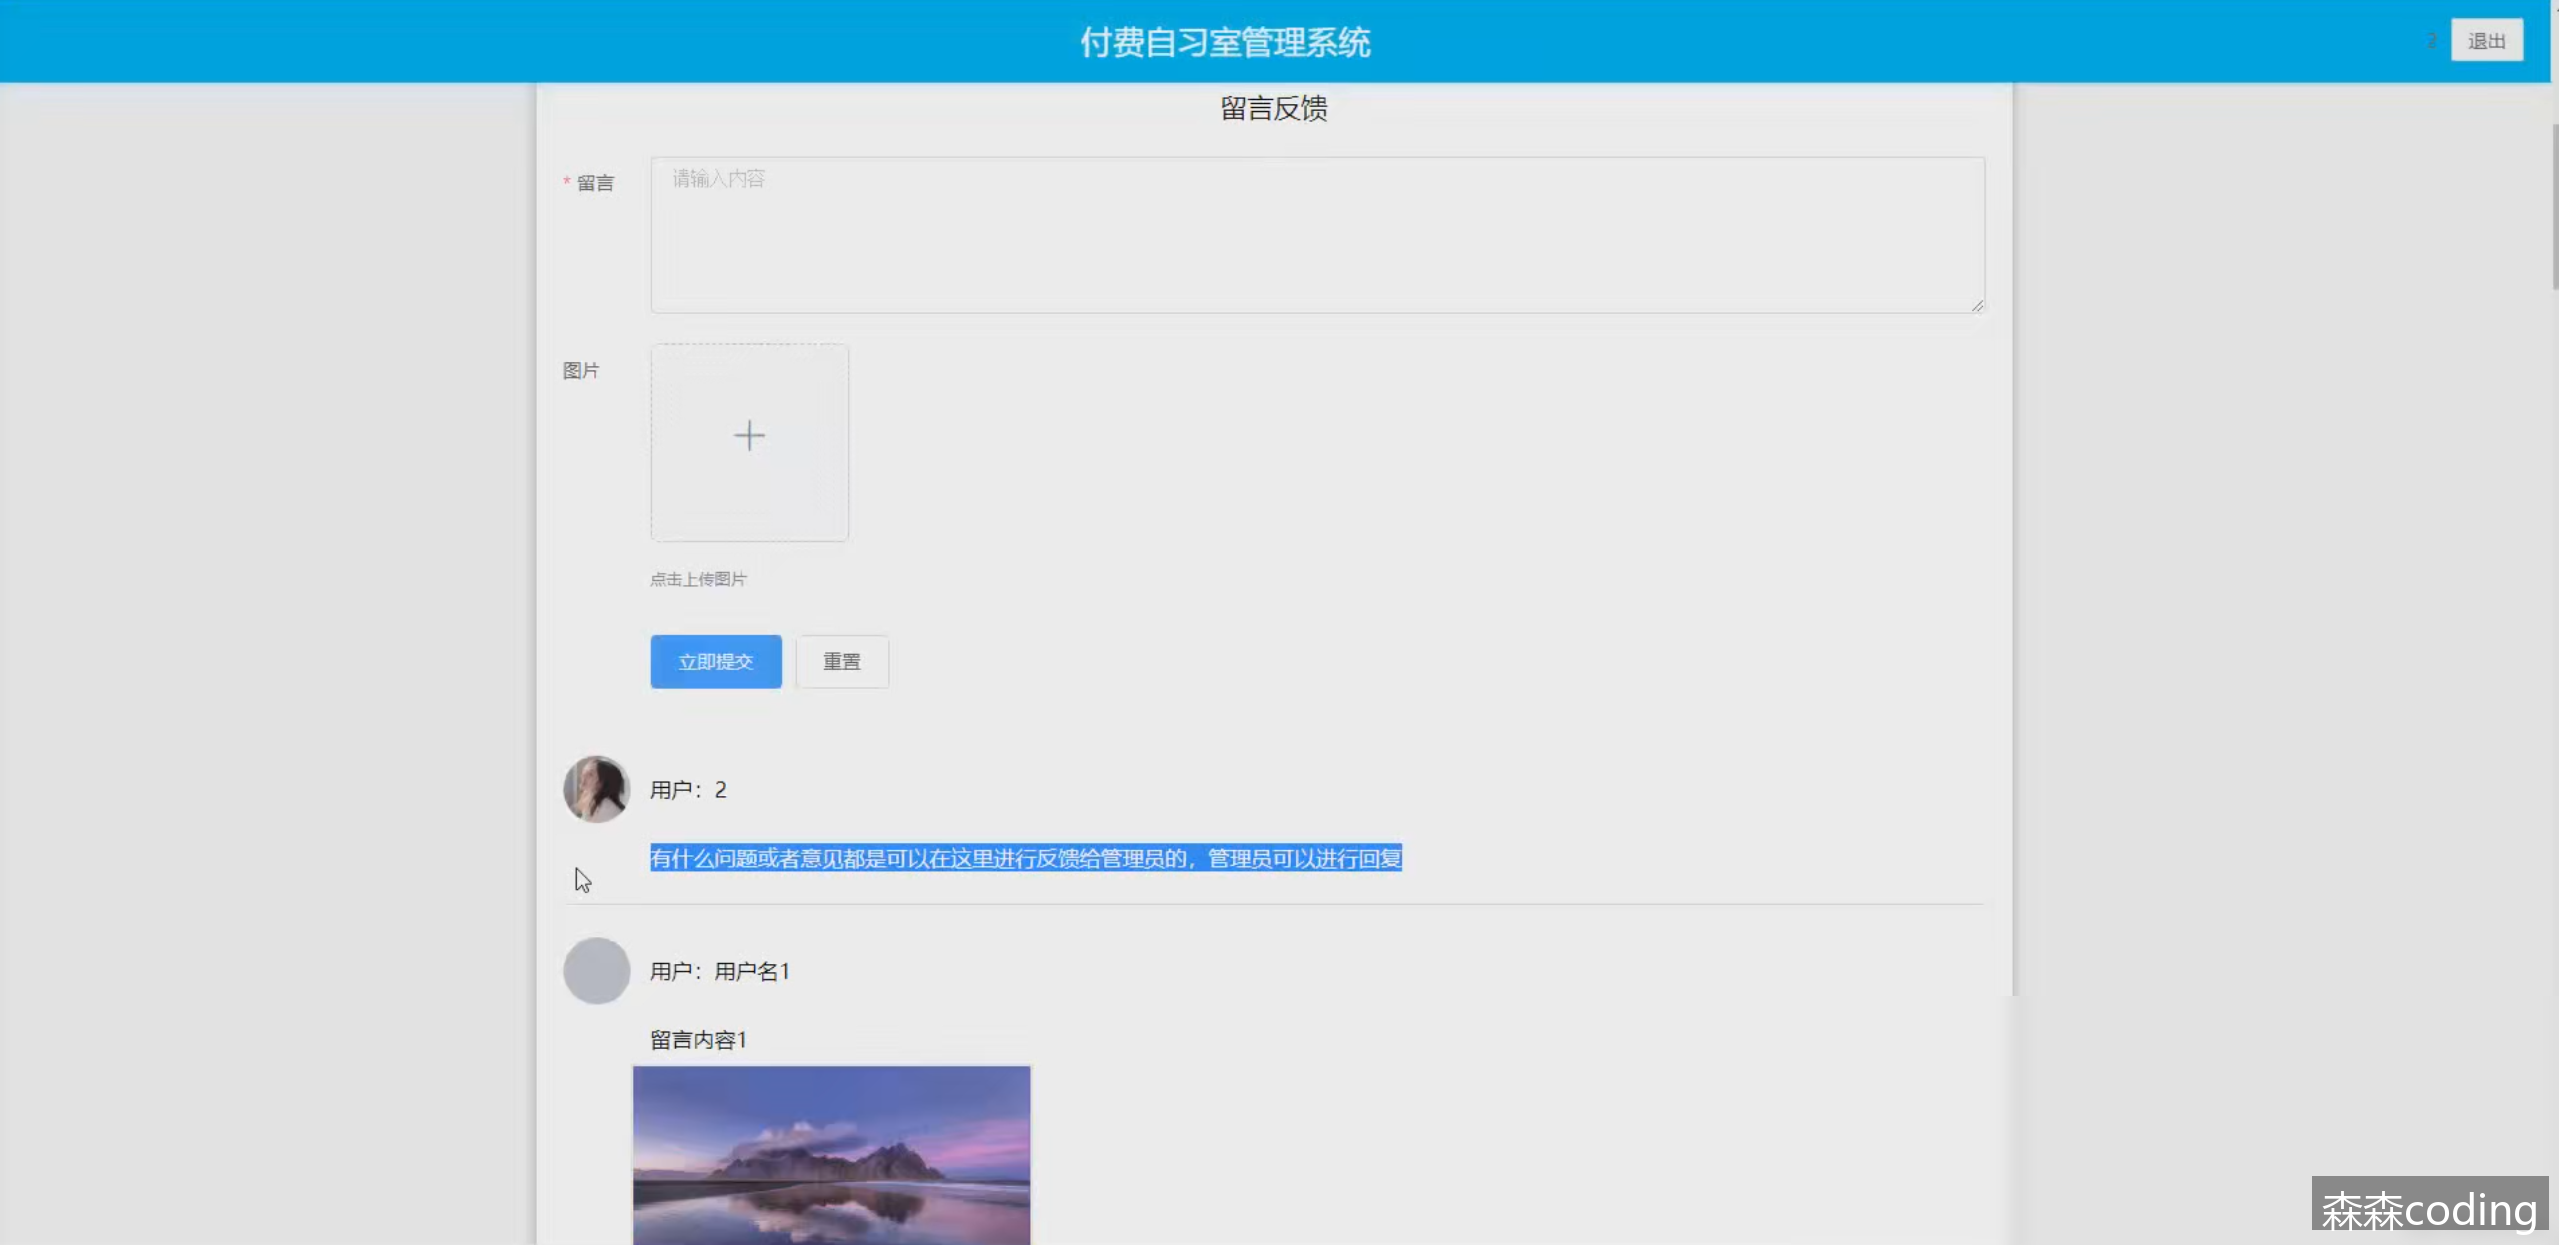 付费自习室管理系统
3 退出
留言反馈
* 留言
请输入内容
图片
点击上传图片
立即提交 重置
用户：2
有什么问题或者意见都是可以在这里进行反馈给管理员的，管理员可以进行回复
用户：用户名1
留言内容1
森森coding